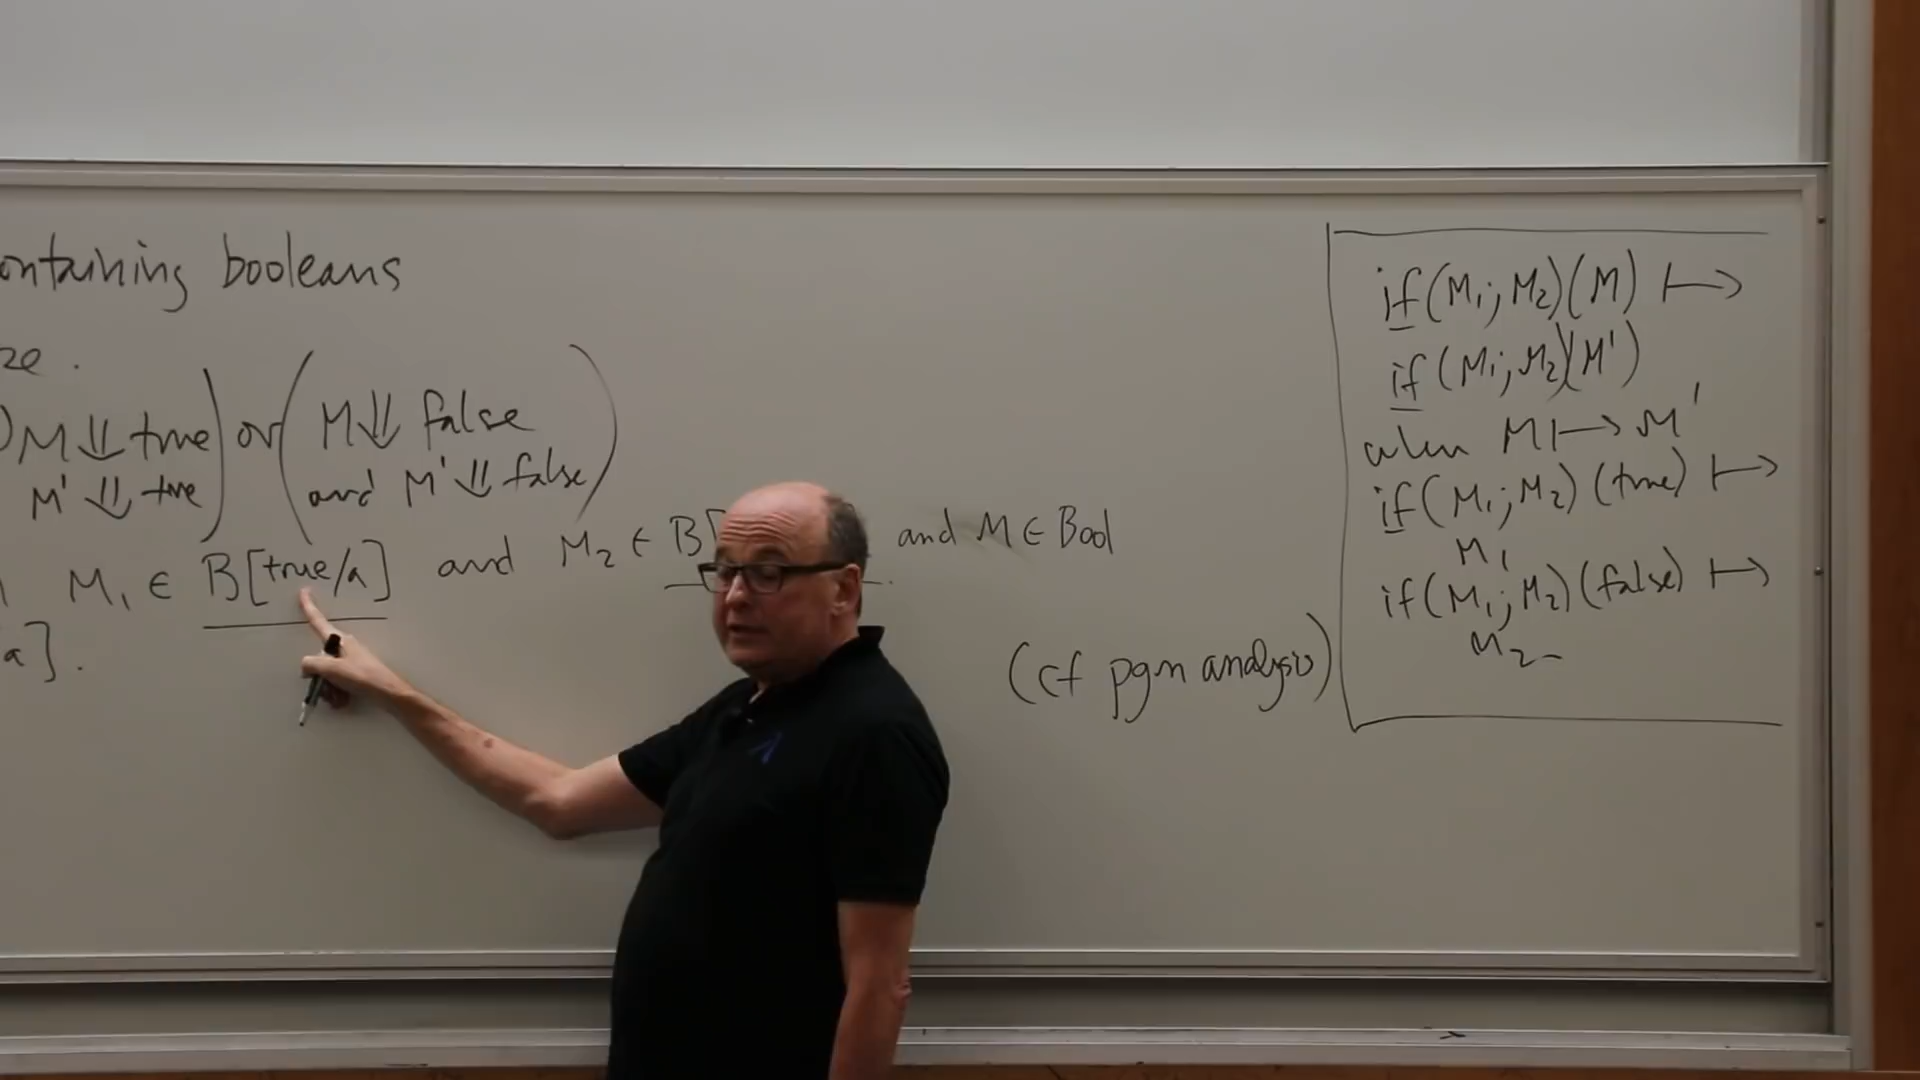 ontaining booleans
ze.
)M⇓true) or (M⇓ false
M'⇓true) and M'⇓false)
M₁ ∈ B[true/a] and M₂ ∈ B[ and M ∈ Bool
a].
(cf pgm analysis)
if(M₁; M₂)(M) ↦
if(M₁; M₂)(M')
when M ↦ M'
if(M₁; M₂)(true) ↦
M₁
if(M₁; M₂)(false) ↦
M₂